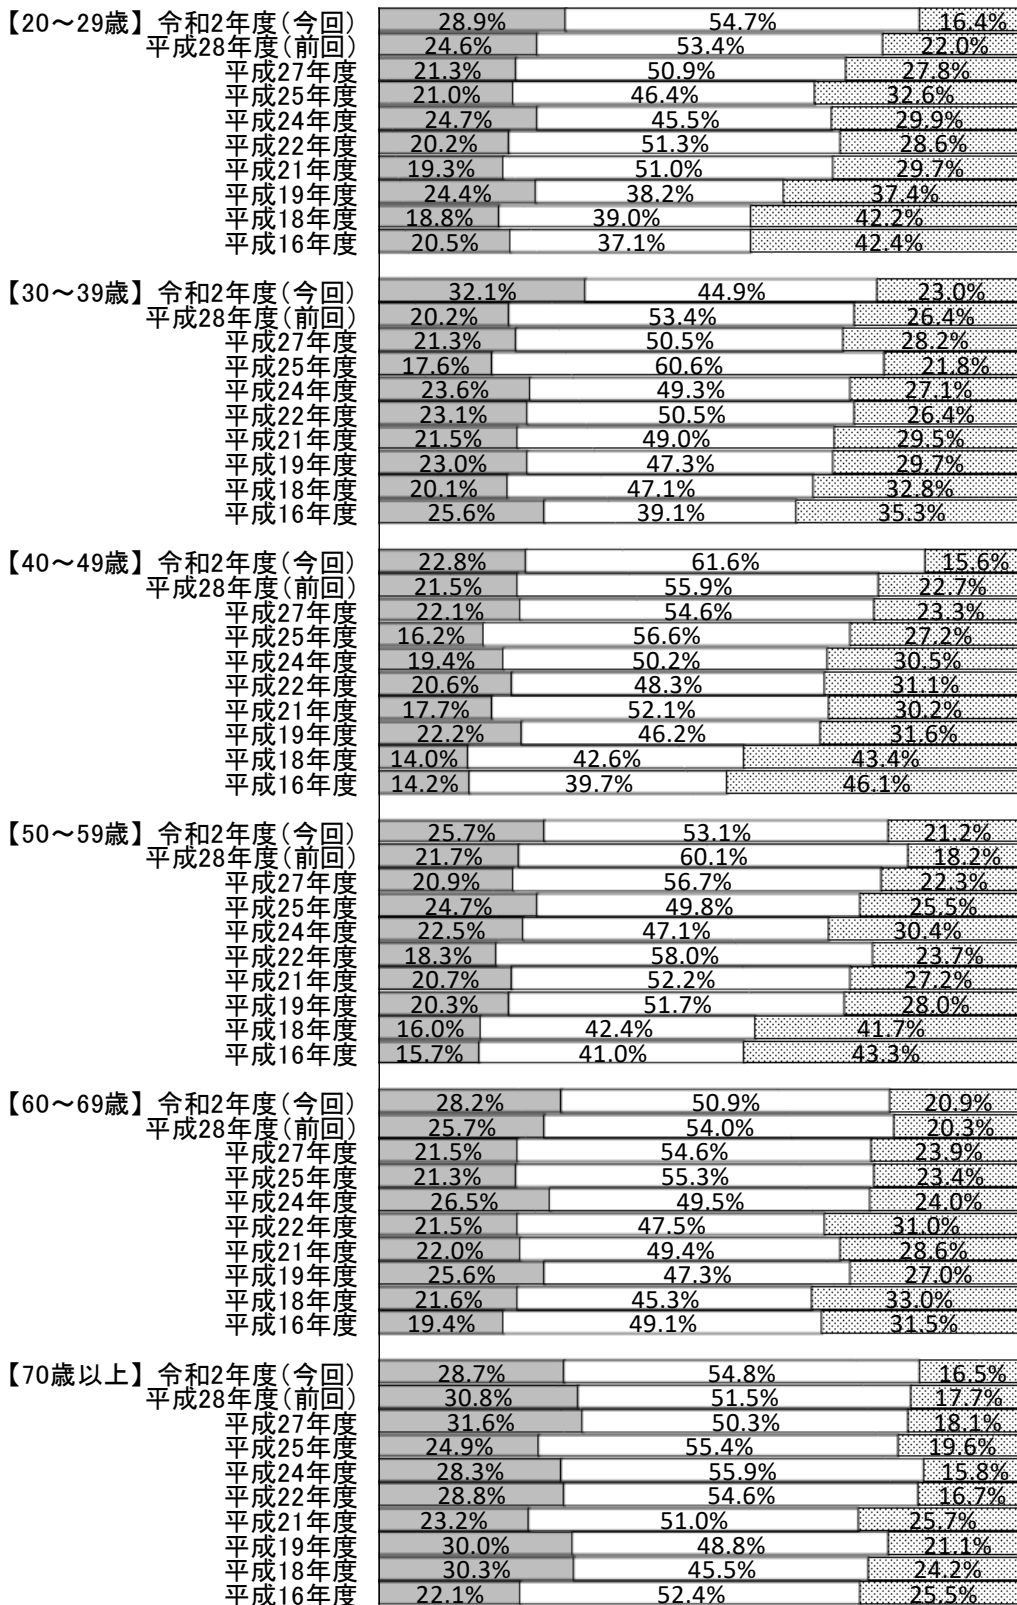 【20～29歳】令和2年度(今回) 28.9% 54.7% 16.4%
平成28年度(前回) 24.6% 53.4% 22.0%
平成27年度 21.3% 50.9% 27.8%
平成25年度 21.0% 46.4% 32.6%
平成24年度 24.7% 45.5% 29.9%
平成22年度 20.2% 51.3% 28.6%
平成21年度 19.3% 51.0% 29.7%
平成19年度 24.4% 38.2% 37.4%
平成18年度 18.8% 39.0% 42.2%
平成16年度 20.5% 37.1% 42.4%
【30～39歳】令和2年度(今回) 32.1% 44.9% 23.0%
平成28年度(前回) 20.2% 53.4% 26.4%
平成27年度 21.3% 50.5% 28.2%
平成25年度 17.6% 60.6% 21.8%
平成24年度 23.6% 49.3% 27.1%
平成22年度 23.1% 50.5% 26.4%
平成21年度 21.5% 49.0% 29.5%
平成19年度 23.0% 47.3% 29.7%
平成18年度 20.1% 47.1% 32.8%
平成16年度 25.6% 39.1% 35.3%
【40～49歳】令和2年度(今回) 22.8% 61.6% 15.6%
平成28年度(前回) 21.5% 55.9% 22.7%
平成27年度 22.1% 54.6% 23.3%
平成25年度 16.2% 56.6% 27.2%
平成24年度 19.4% 50.2% 30.5%
平成22年度 20.6% 48.3% 31.1%
平成21年度 17.7% 52.1% 30.2%
平成19年度 22.2% 46.2% 31.6%
平成18年度 14.0% 42.6% 43.4%
平成16年度 14.2% 39.7% 46.1%
【50～59歳】令和2年度(今回) 25.7% 53.1% 21.2%
平成28年度(前回) 21.7% 60.1% 18.2%
平成27年度 20.9% 56.7% 22.3%
平成25年度 24.7% 49.8% 25.5%
平成24年度 22.5% 47.1% 30.4%
平成22年度 18.3% 58.0% 23.7%
平成21年度 20.7% 52.2% 27.2%
平成19年度 20.3% 51.7% 28.0%
平成18年度 16.0% 42.4% 41.7%
平成16年度 15.7% 41.0% 43.3%
【60～69歳】令和2年度(今回) 28.2% 50.9% 20.9%
平成28年度(前回) 25.7% 54.0% 20.3%
平成27年度 21.5% 54.6% 23.9%
平成25年度 21.3% 55.3% 23.4%
平成24年度 26.5% 49.5% 24.0%
平成22年度 21.5% 47.5% 31.0%
平成21年度 22.0% 49.4% 28.6%
平成19年度 25.6% 47.3% 27.0%
平成18年度 21.6% 45.3% 33.0%
平成16年度 19.4% 49.1% 31.5%
【70歳以上】令和2年度(今回) 28.7% 54.8% 16.5%
平成28年度(前回) 30.8% 51.5% 17.7%
平成27年度 31.6% 50.3% 18.1%
平成25年度 24.9% 55.4% 19.6%
平成24年度 28.3% 55.9% 15.8%
平成22年度 28.8% 54.6% 16.7%
平成21年度 23.2% 51.0% 25.7%
平成19年度 30.0% 48.8% 21.1%
平成18年度 30.3% 45.5% 24.2%
平成16年度 22.1% 52.4% 25.5%